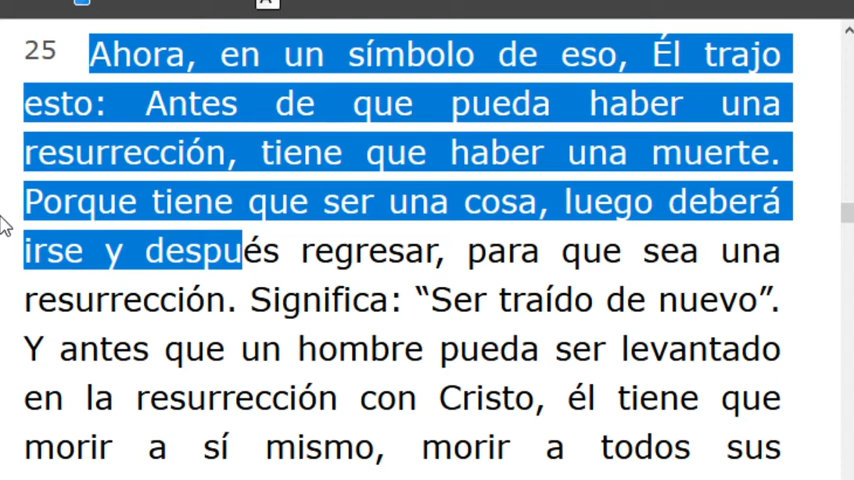 25 Ahora, en un símbolo de eso, Él trajo
esto: Antes de que pueda haber una
resurrección, tiene que haber una muerte.
Porque tiene que ser una cosa, luego deberá
irse y después regresar, para que sea una
resurrección. Significa: “Ser traído de nuevo”.
Y antes que un hombre pueda ser levantado
en la resurrección con Cristo, él tiene que
morir a sí mismo, morir a todos sus